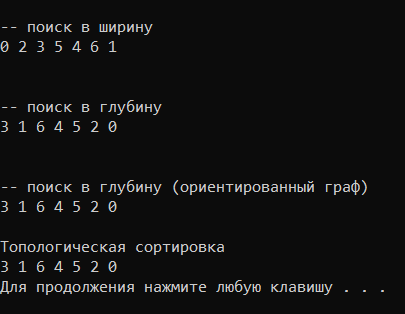 -- поиск в ширину
0 2 3 5 4 6 1
-- поиск в глубину
3 1 6 4 5 2 0
-- поиск в глубину (ориентированный граф)
3 1 6 4 5 2 0
Топологическая сортировка
3 1 6 4 5 2 0
Для продолжения нажмите любую клавишу . . .